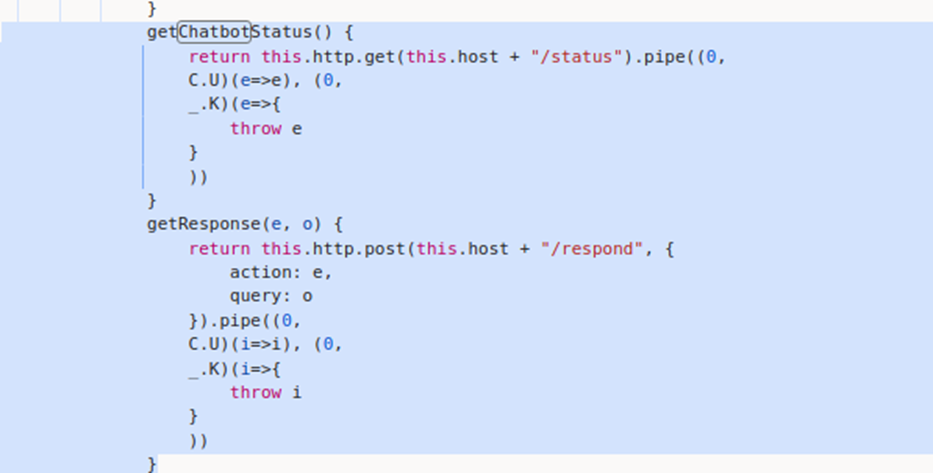 }
getChatbotStatus() {
return this.http.get(this.host + "/status").pipe((0,
C.U)(e=>e), (0,
_.K)(e=>{
throw e
}
))
}
getResponse(e, o) {
return this.http.post(this.host + "/respond", {
action: e,
query: o
}).pipe((0,
C.U)(i=>i), (0,
_.K)(i=>{
throw i
}
))
}